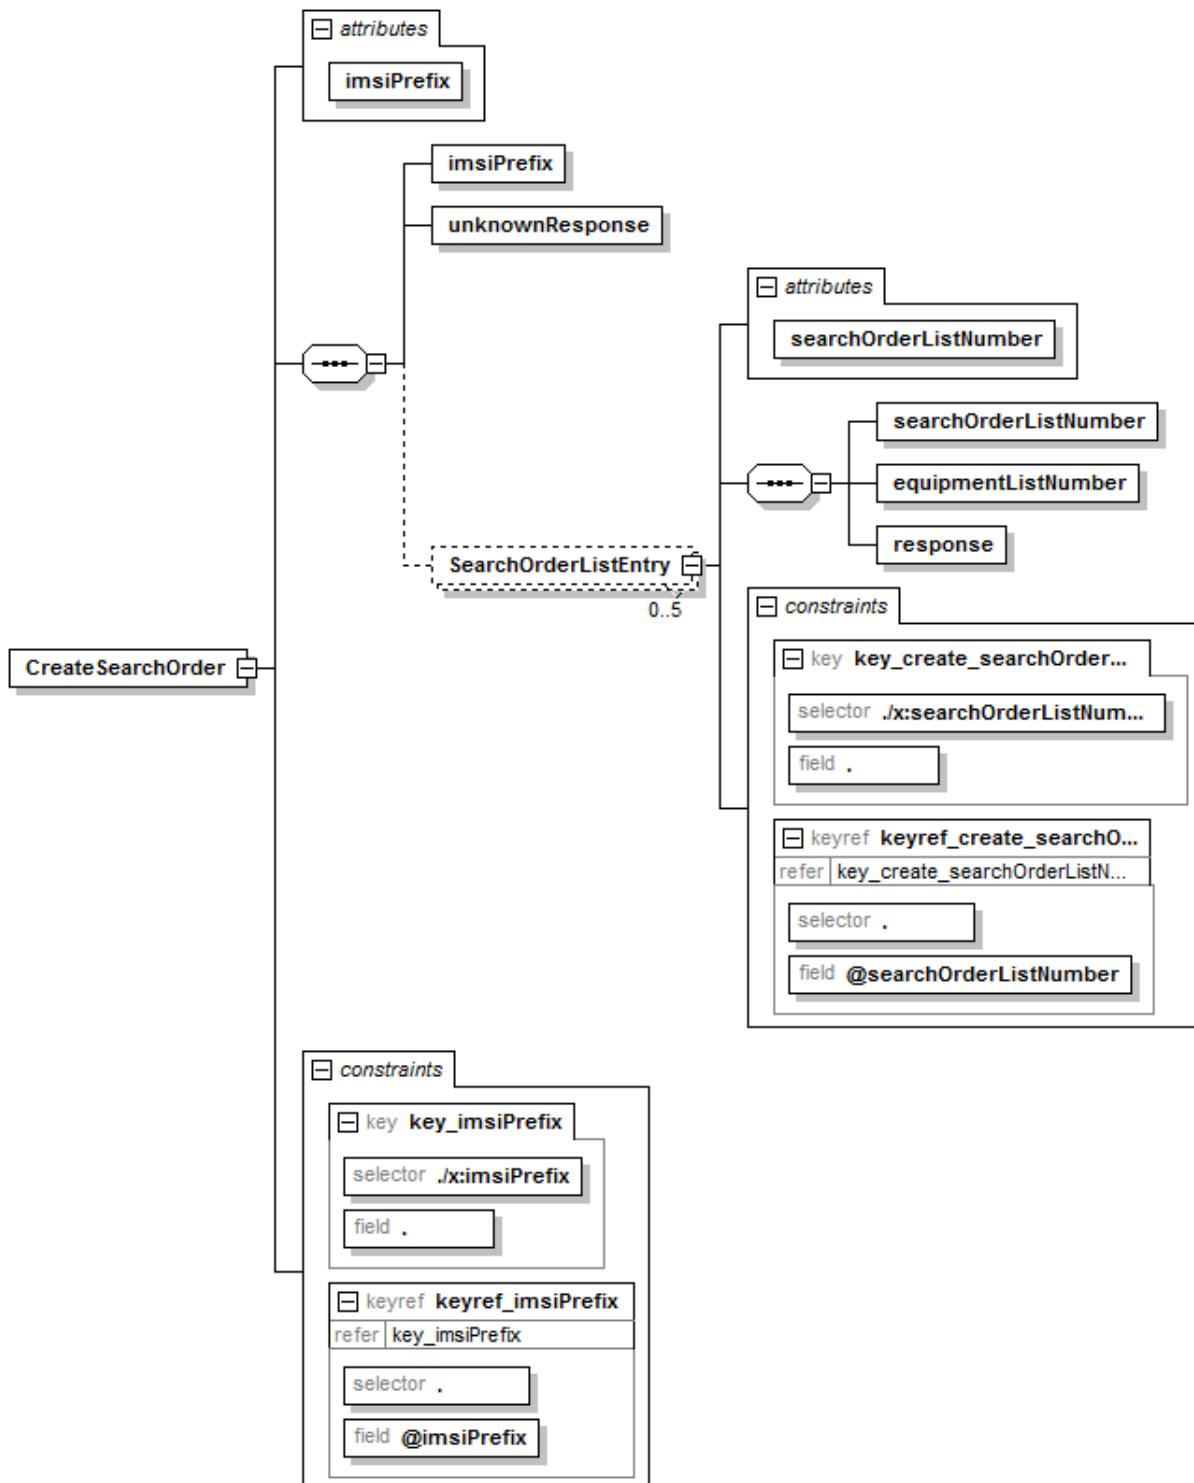 attributes
imsiPrefix
imsiPrefix
unknownResponse
attributes
searchOrderListNumber
searchOrderListNumber
equipmentListNumber
response
SearchOrderListEntry
0..5
constraints
key key_create_searchOrder...
selector ./x:searchOrderListNum...
field .
keyref keyref_create_searchO...
refer key_create_searchOrderListN...
selector .
field @searchOrderListNumber
CreateSearchOrder
constraints
key key_imsiPrefix
selector ./x:imsiPrefix
field .
keyref keyref_imsiPrefix
refer key_imsiPrefix
selector .
field @imsiPrefix